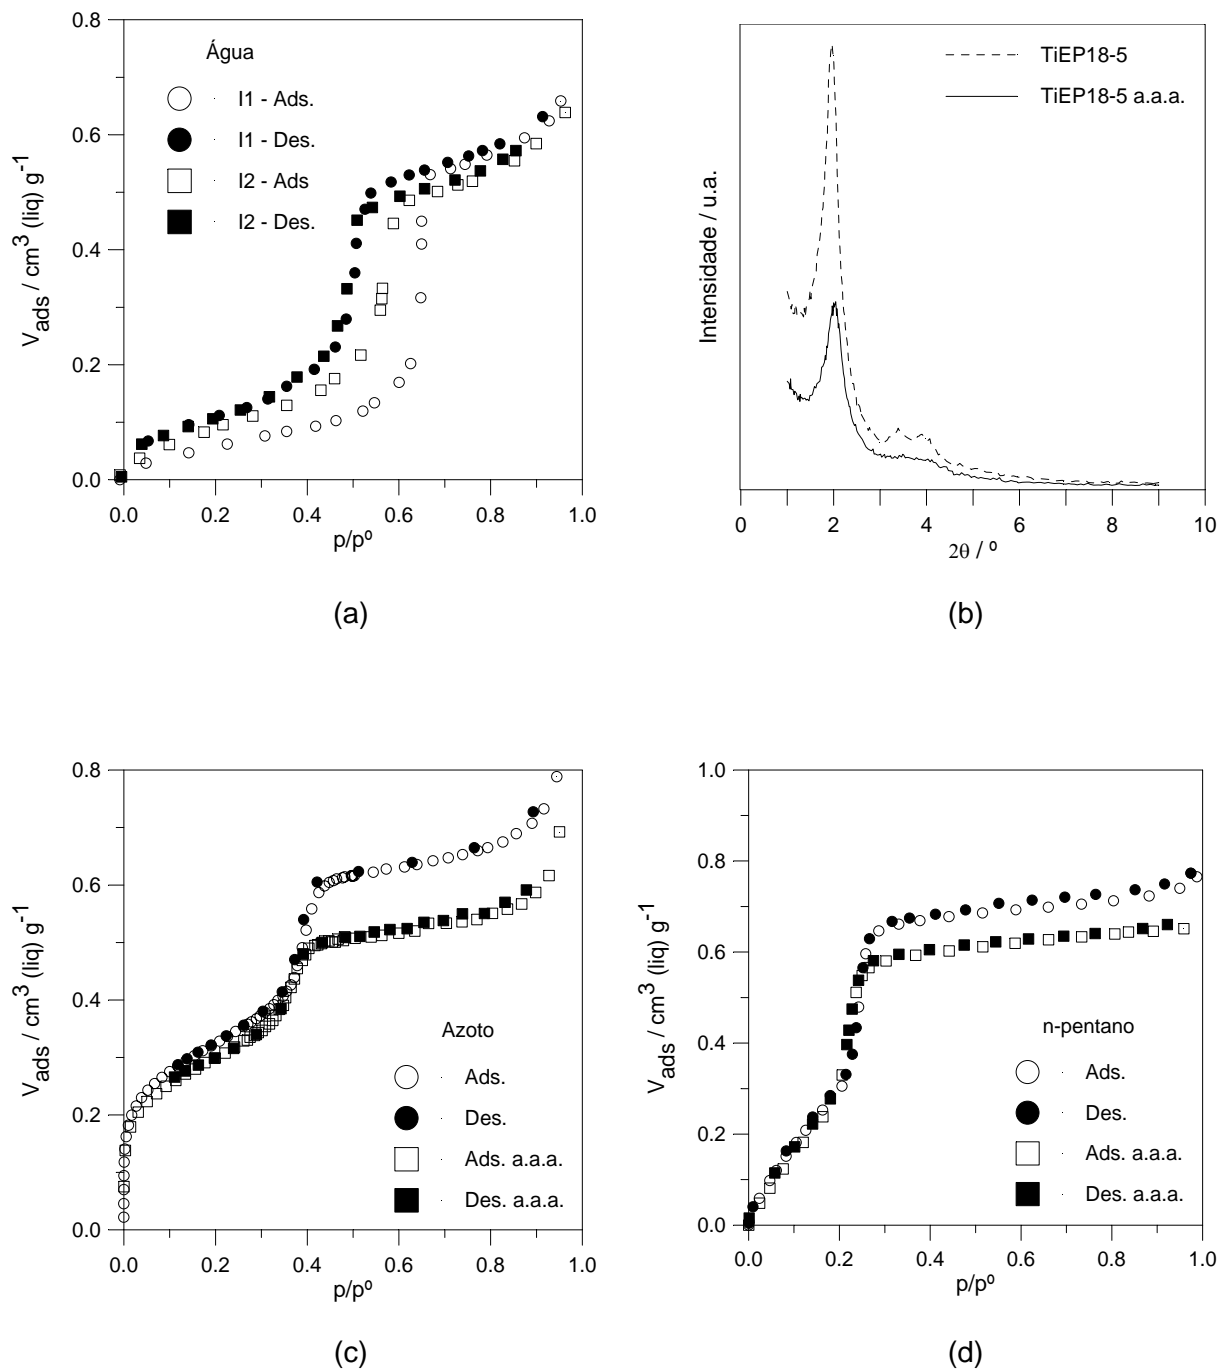 0.8
0.6
0.4
0.2
0.0
V ads / cm3 (liq) g-1
Água
I1 - Ads.
I1 - Des.
I2 - Ads
I2 - Des.
0.0 0.2 0.4 0.6 0.8 1.0
p/pº
(a)
Intensidade / u.a.
TiEP18-5
TiEP18-5 a.a.a.
0 2 4 6 8 10
2θ / º
(b)
0.8
0.6
0.4
0.2
0.0
V ads / cm3 (liq) g-1
Azoto
Ads.
Des.
Ads. a.a.a.
Des. a.a.a.
0.0 0.2 0.4 0.6 0.8 1.0
p/pº
(c)
1.0
0.8
0.6
0.4
0.2
0.0
V ads / cm3 (liq) g-1
n-pentano
Ads.
Des.
Ads. a.a.a.
Des. a.a.a.
0.0 0.2 0.4 0.6 0.8 1.0
p/pº
(d)